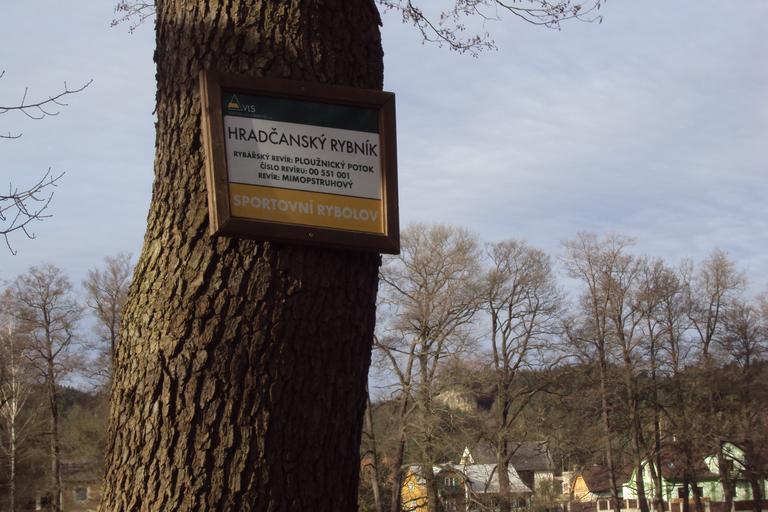 VLS
HRADČANSKÝ RYBNÍK
RYBÁŘSKÝ REVÍR: PLOUŽNICKÝ POTOK
ČÍSLO REVÍRU: 00 551 001
REVÍR: MIMOPSTRUHOVÝ
SPORTOVNÍ RYBOLOV